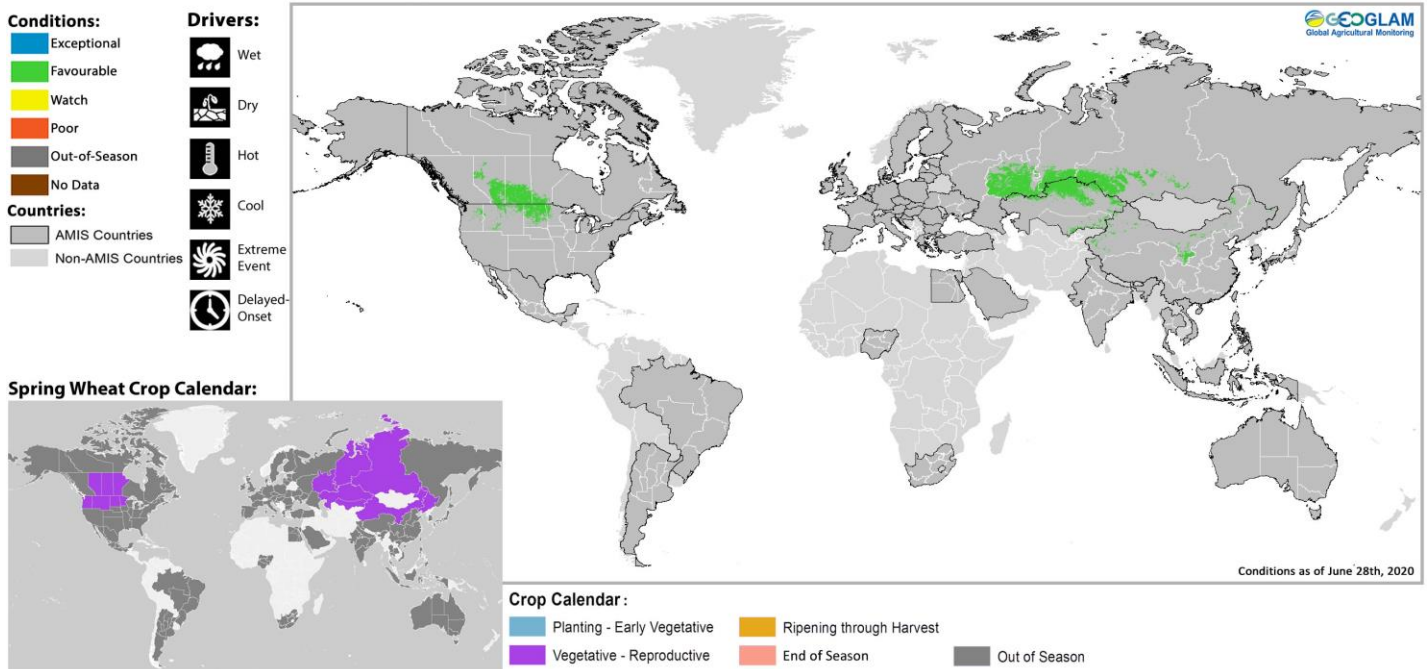 Conditions:
Exceptional
Favourable
Watch
Poor
Out-of-Season
No Data
Countries:
AMIS Countries
Non-AMIS Countries
Drivers:
Wet
Dry
Hot
Cool
Extreme
Event
Delayed-
Onset
GEOGLAM
Global Agricultural Monitoring
Conditions as of June 28th, 2020
Spring Wheat Crop Calendar:
Crop Calendar :
Planting - Early Vegetative
Ripening through Harvest
Vegetative - Reproductive
End of Season
Out of Season